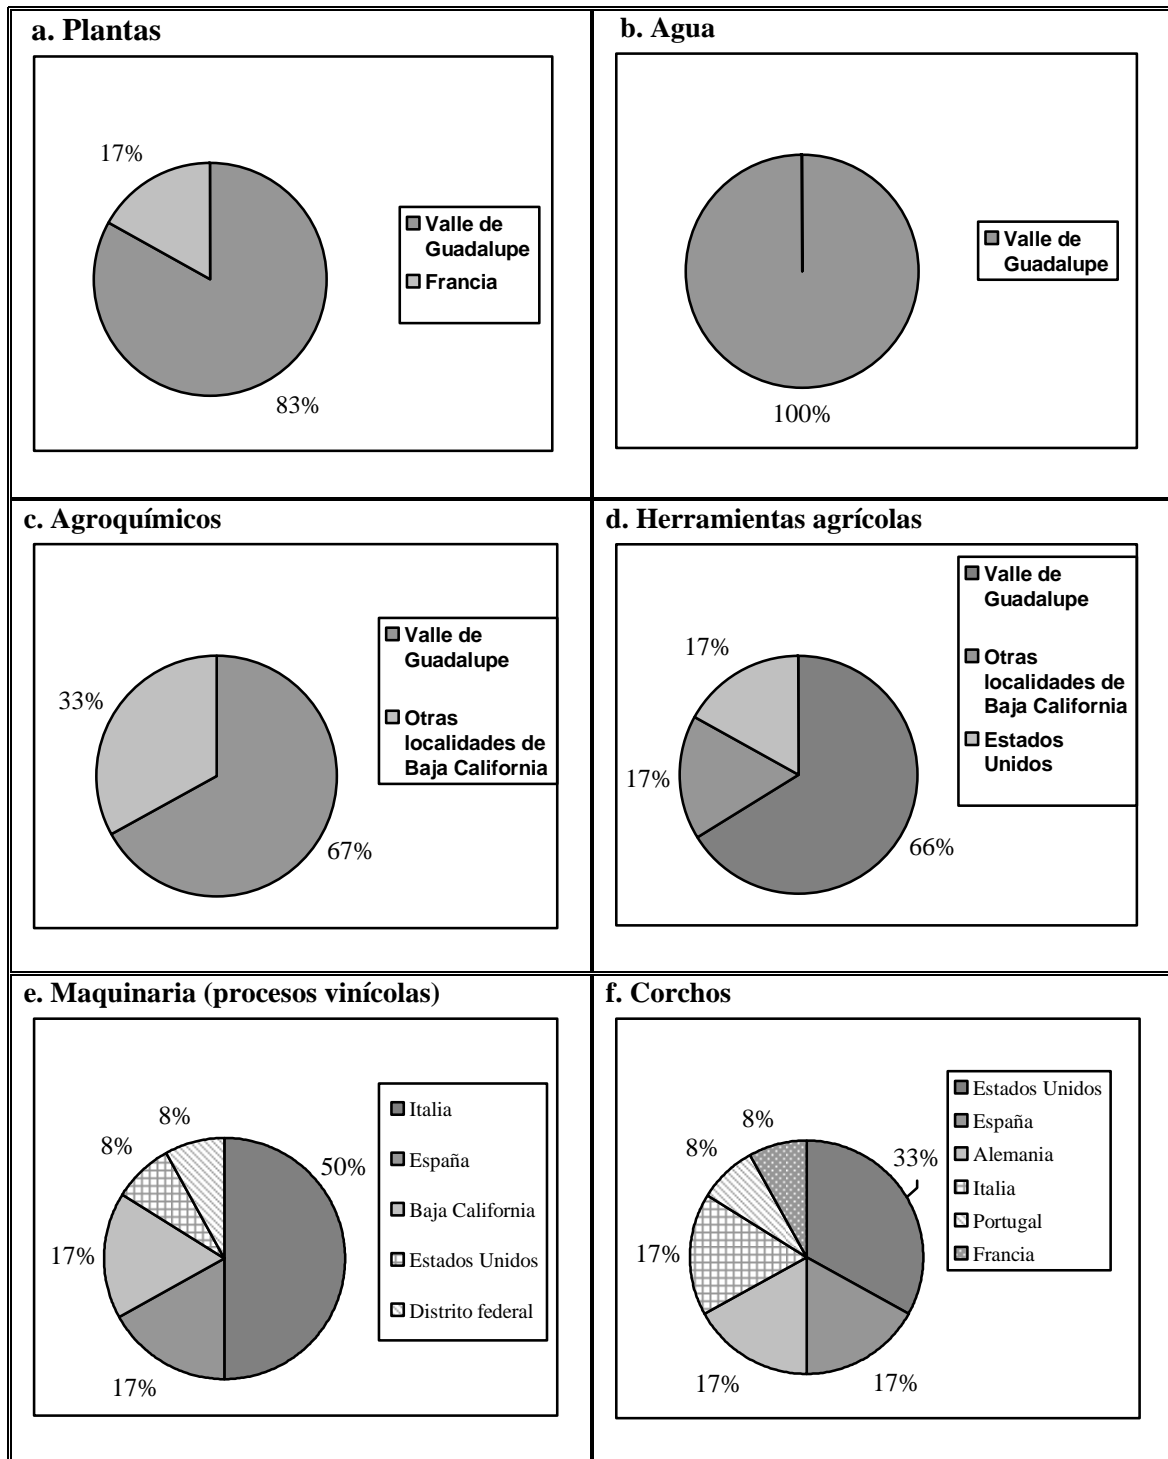 a. Plantas
17%
83%
Valle de
Guadalupe
Francia
b. Agua
100%
Valle de
Guadalupe
c. Agroquímicos
33%
67%
Valle de
Guadalupe
Otras
localidades de
Baja California
d. Herramientas agrícolas
17%
17%
66%
Valle de
Guadalupe
Otras
localidades de
Baja California
Estados
Unidos
e. Maquinaria (procesos vinícolas)
8%
8%
50%
17%
17%
Italia
España
Baja California
Estados Unidos
Distrito federal
f. Corchos
8%
8%
33%
17%
17%
17%
Estados Unidos
España
Alemania
Italia
Portugal
Francia